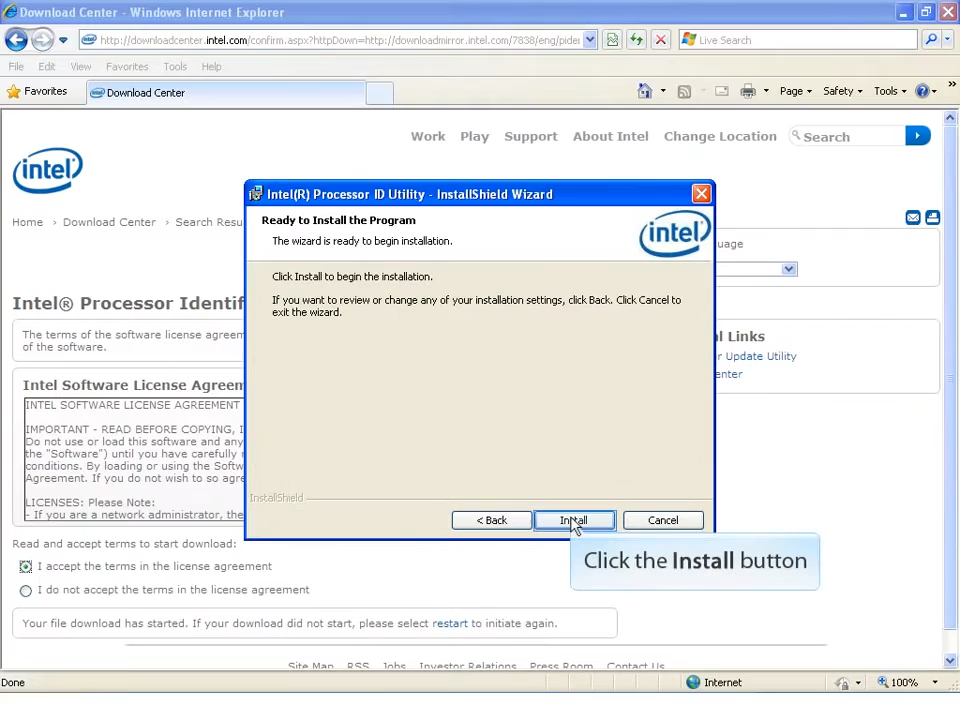 Download Center - Windows Internet Explorer
http://downloadcenter.intel.com/confirm.aspx?httpDown=http://downloadmirror.intel.com/7838/eng/pider
Live Search
File Edit View Favorites Tools Help
Favorites
Download Center
Page Safety Tools
Work Play Support About Intel Change Location
Search
intel
Home › Download Center › Search Resu
uage
Intel® Processor Identif
The terms of the software license agreem
of the software.
l Links
r Update Utility
enter
Intel Software License Agreem
INTEL SOFTWARE LICENSE AGREEMENT
IMPORTANT - READ BEFORE COPYING, I
Do not use or load this software and any
the "Software") until you have carefully
conditions. By loading or using the Softw
Agreement. If you do not wish to so agre
LICENSES: Please Note:
- If you are a network administrator, the
Intel(R) Processor ID Utility - InstallShield Wizard
Ready to Install the Program
The wizard is ready to begin installation.
intel
Click Install to begin the installation.
If you want to review or change any of your installation settings, click Back. Click Cancel to
exit the wizard.
InstallShield
< Back
Install
Cancel
Click the Install button
Read and accept terms to start download:
I accept the terms in the license agreement
I do not accept the terms in the license agreement
Your file download has started. If your download did not start, please select restart to initiate again.
Site Map RSS Jobs Investor Relations Press Room Contact Us
Done
Internet
100%